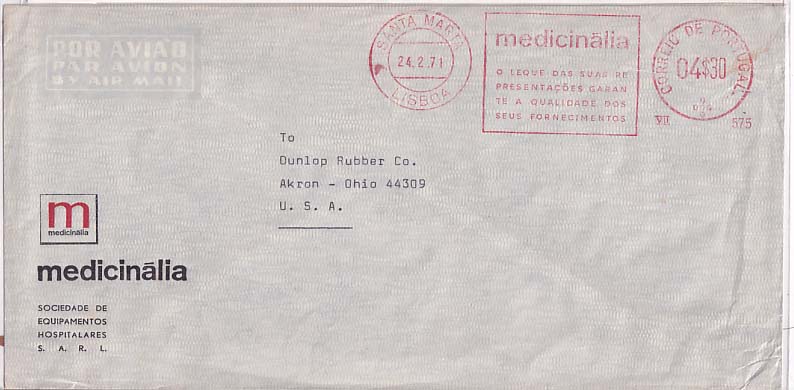 POR AVIÃO
PAR AVION
BY AIR MAIL
SANTA MARTA
24.2.71
LISBOA
medicinália
O LEQUE DAS SUAS RE
PRESENTAÇÕES GARAN
TE A QUALIDADE DOS
SEUS FORNECIMENTOS
CORREIO DE PORTUGAL
04$30
VII
575
To
Dunlop Rubber Co.
Akron - Ohio 44309
U. S. A.
m
medicinália
medicinália
SOCIEDADE DE
EQUIPAMENTOS
HOSPITALARES
S. A. R. L.